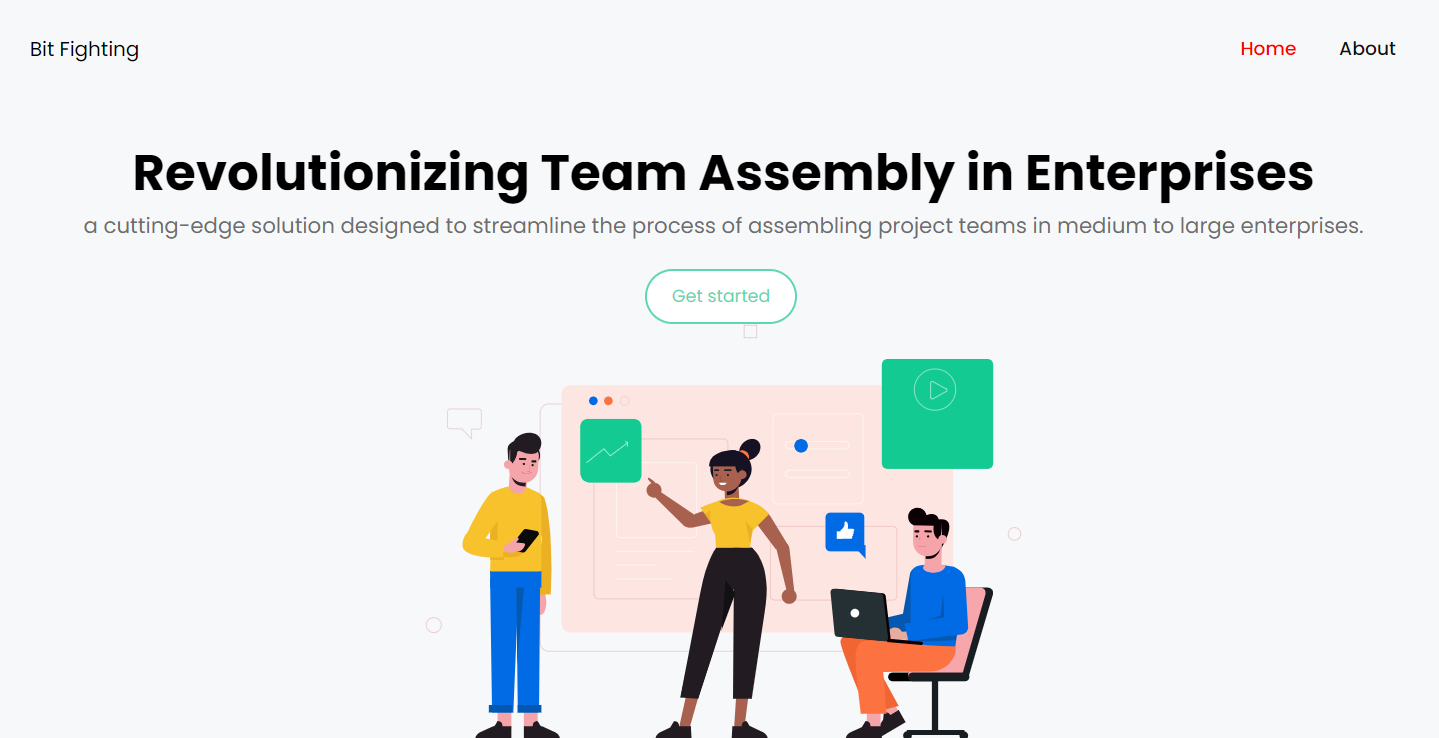 Bit Fighting
Home
About
Revolutionizing Team Assembly in Enterprises
a cutting-edge solution designed to streamline the process of assembling project teams in medium to large enterprises.
Get started